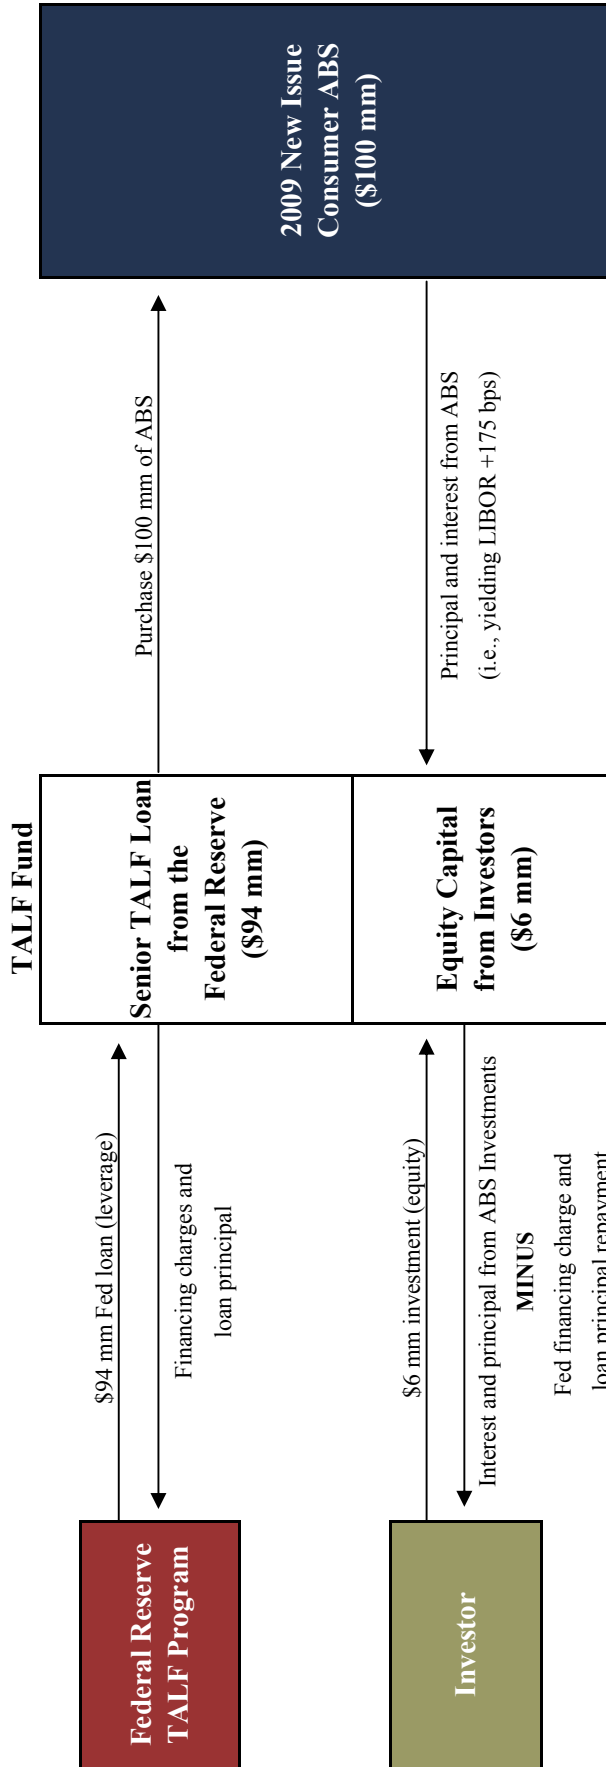 TALF Fund
Federal Reserve
TALF Program
$94 mm Fed loan (leverage)
Financing charges and
loan principal
Senior TALF Loan
from the
Federal Reserve
($94 mm)
Purchase $100 mm of ABS
2009 New Issue
Consumer ABS
($100 mm)
Investor
$6 mm investment (equity)
Interest and principal from ABS Investments
MINUS
Fed financing charge and
loan principal repayment
Equity Capital
from Investors
($6 mm)
Principal and interest from ABS
(i.e., yielding LIBOR +175 bps)